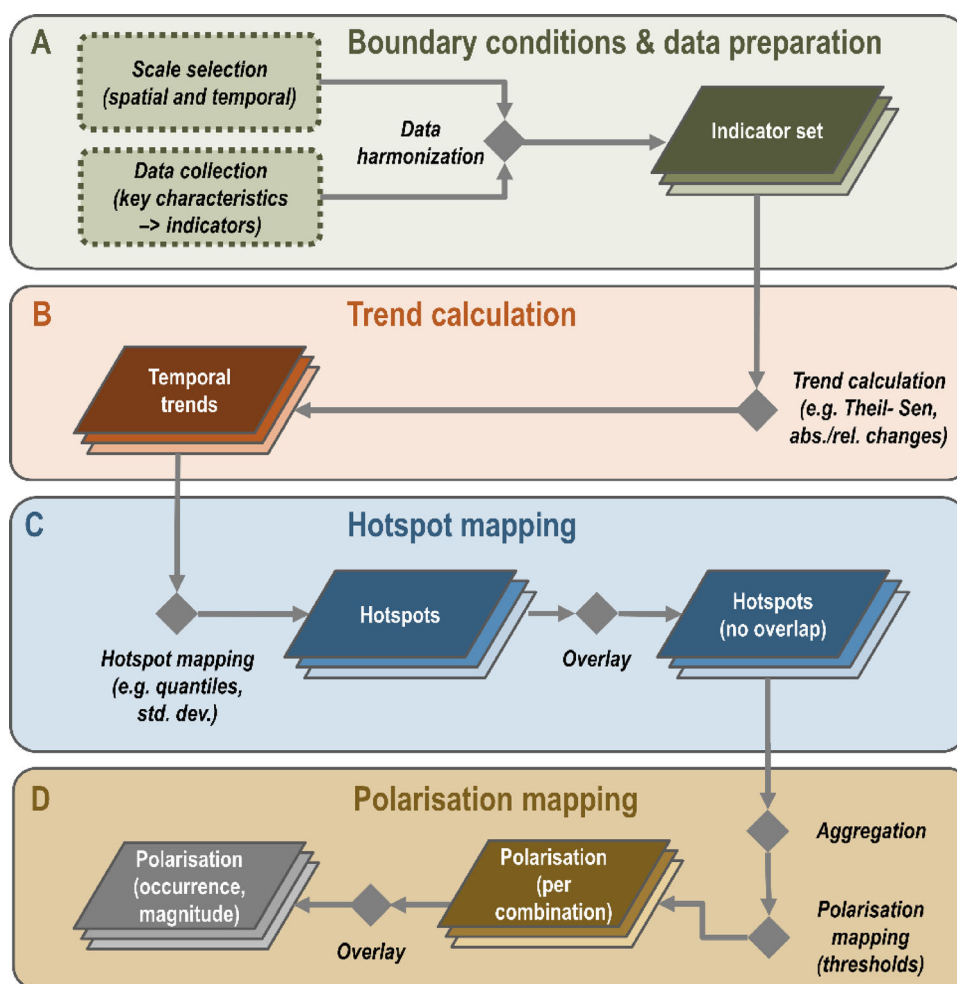 A
Boundary conditions & data preparation
Scale selection
(spatial and temporal)
Data
harmonization
Indicator set
Data collection
(key characteristics
–> indicators)
B
Trend calculation
Temporal
trends
Trend calculation
(e.g. Theil- Sen,
abs./rel. changes)
C
Hotspot mapping
Hotspots
Hotspots
(no overlap)
Hotspot mapping
(e.g. quantiles,
std. dev.)
Overlay
D
Polarisation mapping
Aggregation
Polarisation
(occurrence,
magnitude)
Polarisation
(per
combination)
Overlay
Polarisation
mapping
(thresholds)